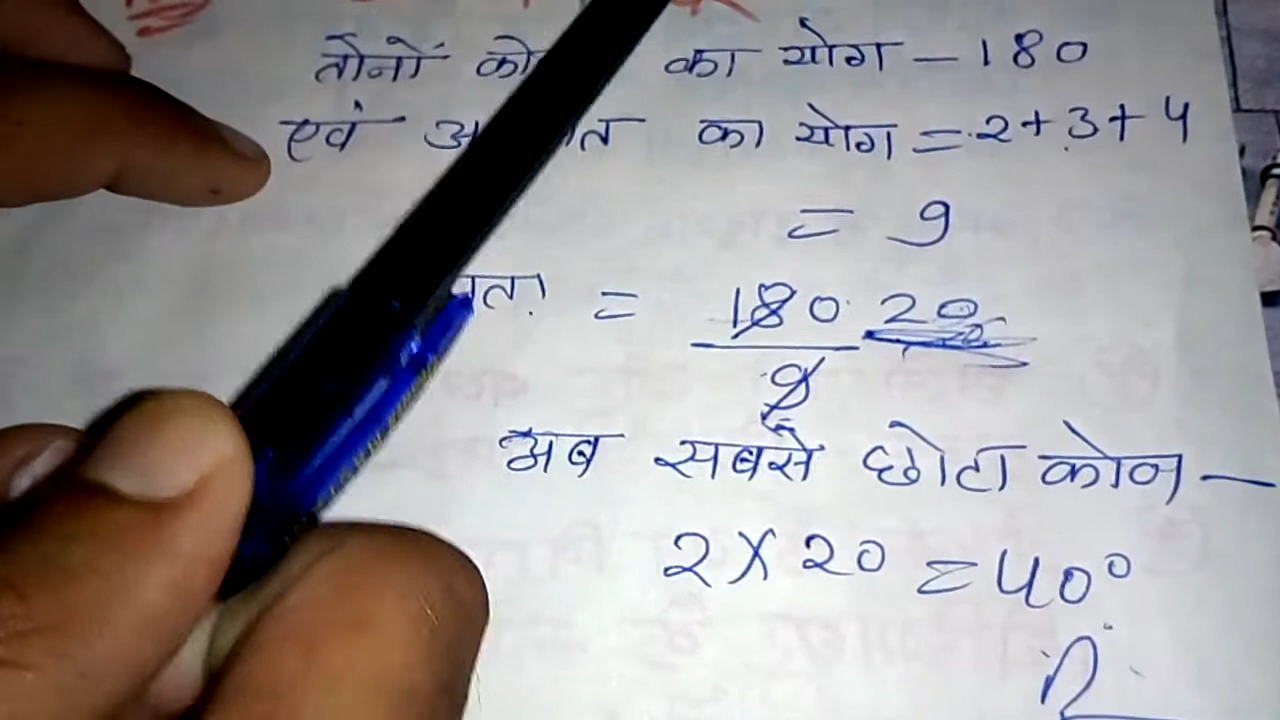 तीनों का योग – 180
एवं का योग = 2 + 3 + 4
= 9
= 180 20
9
अब सबसे छोटा कोन –
2 X 20 = 40°